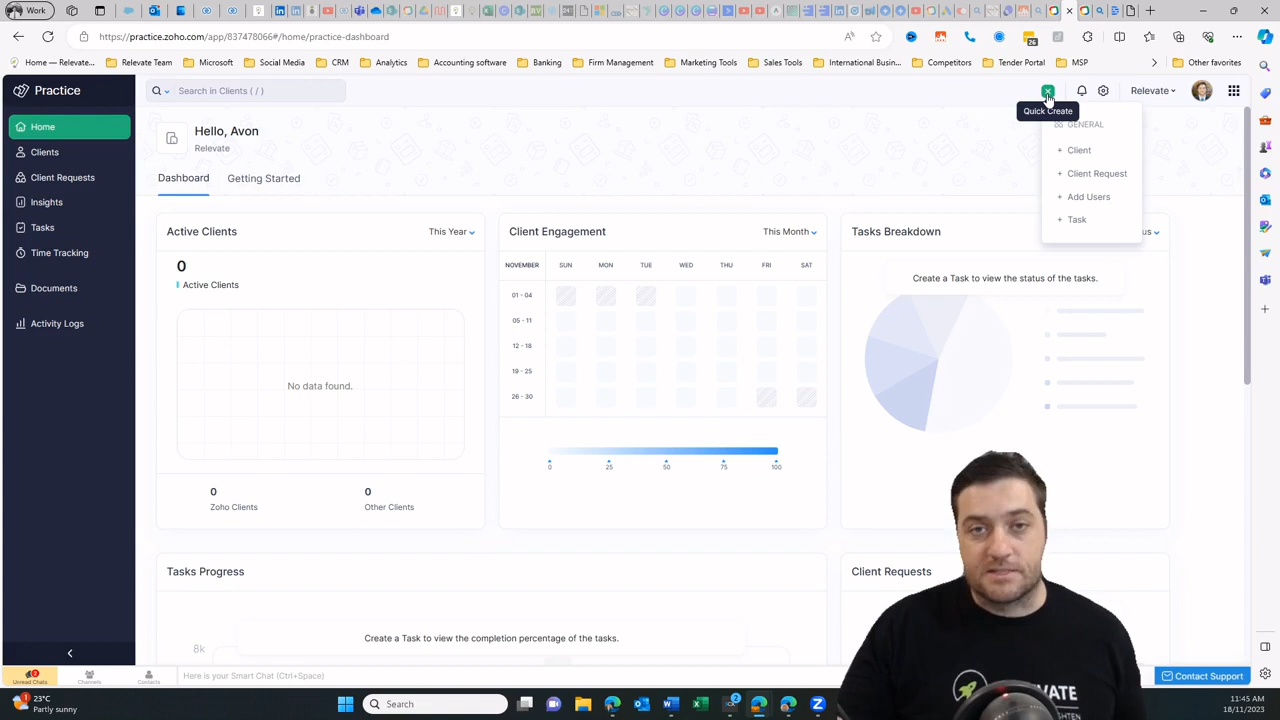 Work
https://practice.zoho.com/app/837478066#/home/practice-dashboard
26
Home — Relevate...
Relevate Team
Microsoft
Social Media
CRM
Analytics
Accounting software
Firm Management
Marketing Tools
Sales Tools
International Busin...
Competitors
Tender Portal
MSP
Other favorites
Practice
Search in Clients ( / )
Relevate
Quick Create
Home
Clients
Client Requests
Insights
Tasks
Time Tracking
Documents
Activity Logs
Hello, Avon
Relevate
Dashboard
Getting Started
GENERAL
+ Client
+ Client Request
+ Add Users
+ Task
Active Clients
This Year
0
Active Clients
No data found.
0
Zoho Clients
0
Other Clients
Client Engagement
This Month
NOVEMBER SUN MON TUE WED THU FRI SAT
01 - 04
05 - 11
12 - 18
19 - 25
26 - 30
0 25 50 75 100
Tasks Breakdown
us
Create a Task to view the status of the tasks.
Tasks Progress
Create a Task to view the completion percentage of the tasks.
8k
Client Requests
Unread Chats
Channels
Contacts
Here is your Smart Chat (Ctrl+Space)
Contact Support
1
23°C
Partly sunny
Search
2
11:45 AM
18/11/2023